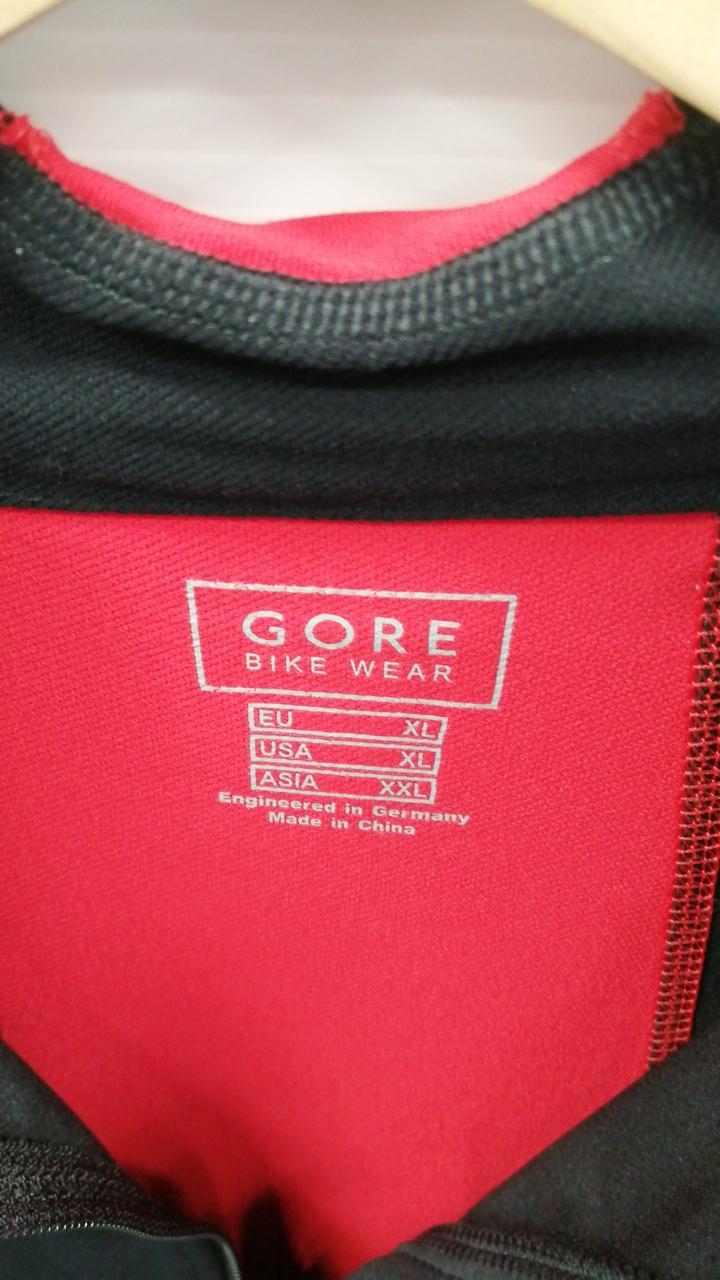 GORE
BIKE WEAR
EU XL
USA XL
ASIA XXL
Engineered in Germany
Made in China